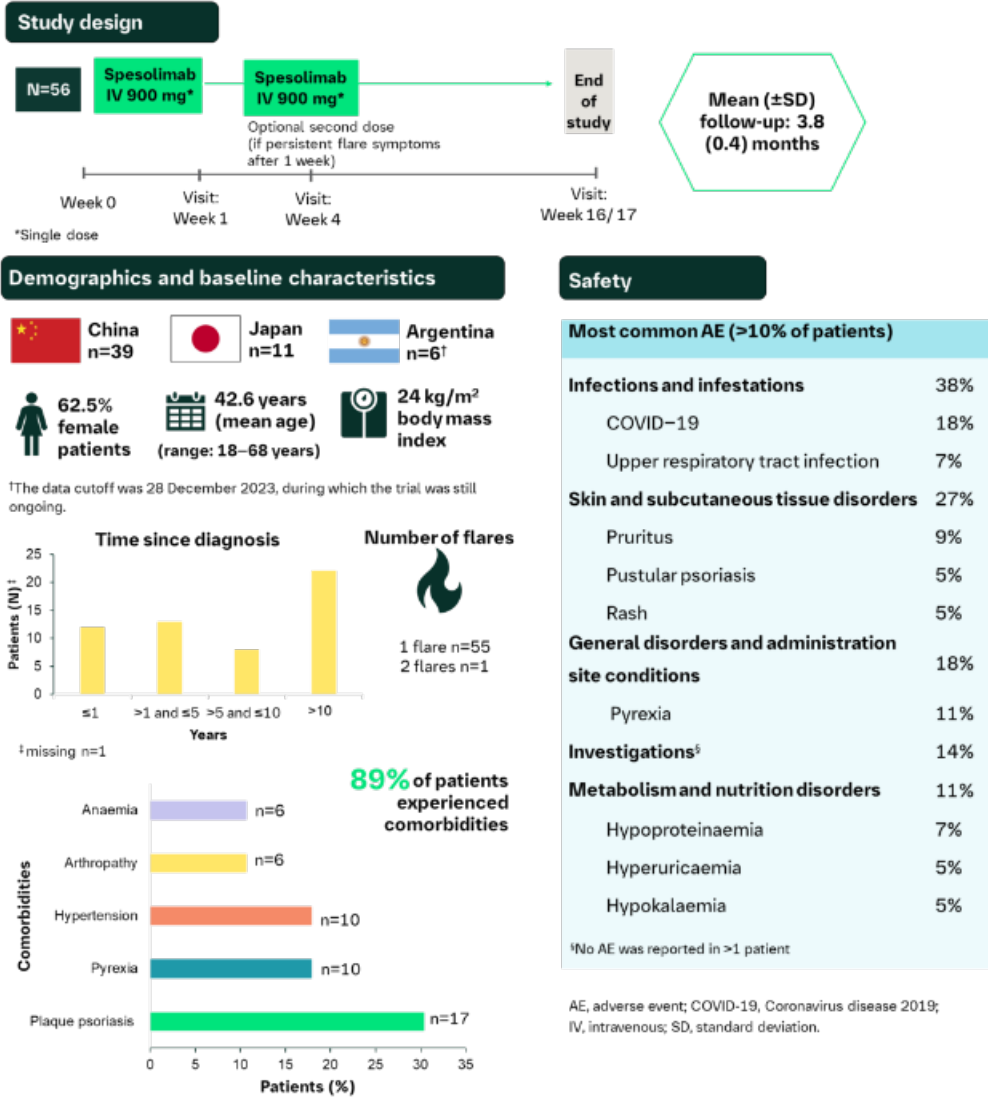 Study design
N=56
Spesolimab
IV 900 mg*
Spesolimab
IV 900 mg*
End
of
study
Optional second dose
(if persistent flare symptoms
after 1 week)
Mean (±SD)
follow-up: 3.8
(0.4) months
Week 0
Visit:
Week 1
Visit:
Week 4
Visit:
Week 16/ 17
*Single dose
Demographics and baseline characteristics
China
n=39
Japan
n=11
Argentina
n=6†
62.5%
female
patients
42.6 years
(mean age)
(range: 18–68 years)
24 kg/m²
body mass
index
†The data cutoff was 28 December 2023, during which the trial was still
ongoing.
Time since diagnosis
Patients (N)‡
25
20
15
10
5
0
≤1
>1 and ≤5
>5 and ≤10
>10
Years
‡missing n=1
Number of flares
1 flare n=55
2 flares n=1
89% of patients
experienced
comorbidities
Comorbidities
Anaemia
n=6
Arthropathy
n=6
Hypertension
n=10
Pyrexia
n=10
Plaque psoriasis
n=17
0 5 10 15 20 25 30 35
Patients (%)
Safety
Most common AE (>10% of patients)
Infections and infestations 38%
COVID–19 18%
Upper respiratory tract infection 7%
Skin and subcutaneous tissue disorders 27%
Pruritus 9%
Pustular psoriasis 5%
Rash 5%
General disorders and administration
site conditions 18%
Pyrexia 11%
Investigations§ 14%
Metabolism and nutrition disorders 11%
Hypoproteinaemia 7%
Hyperuricaemia 5%
Hypokalaemia 5%
§No AE was reported in >1 patient
AE, adverse event; COVID-19, Coronavirus disease 2019;
IV, intravenous; SD, standard deviation.